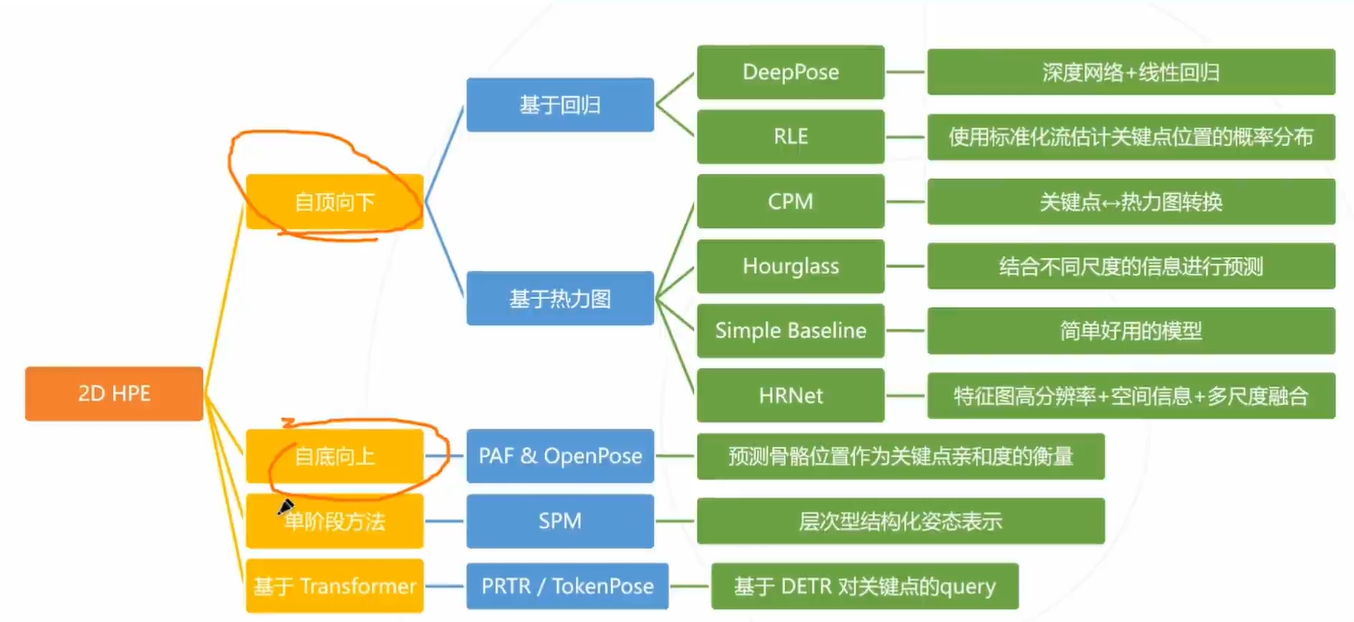 2D HPE
自顶向下
基于回归
DeepPose
深度网络+线性回归
RLE
使用标准化流估计关键点位置的概率分布
基于热力图
CPM
关键点↔热力图转换
Hourglass
结合不同尺度的信息进行预测
Simple Baseline
简单好用的模型
HRNet
特征图高分辨率+空间信息+多尺度融合
自底向上
PAF & OpenPose
预测骨骼位置作为关键点亲和度的衡量
单阶段方法
SPM
层次型结构化姿态表示
基于 Transformer
PRTR / TokenPose
基于 DETR 对关键点的query